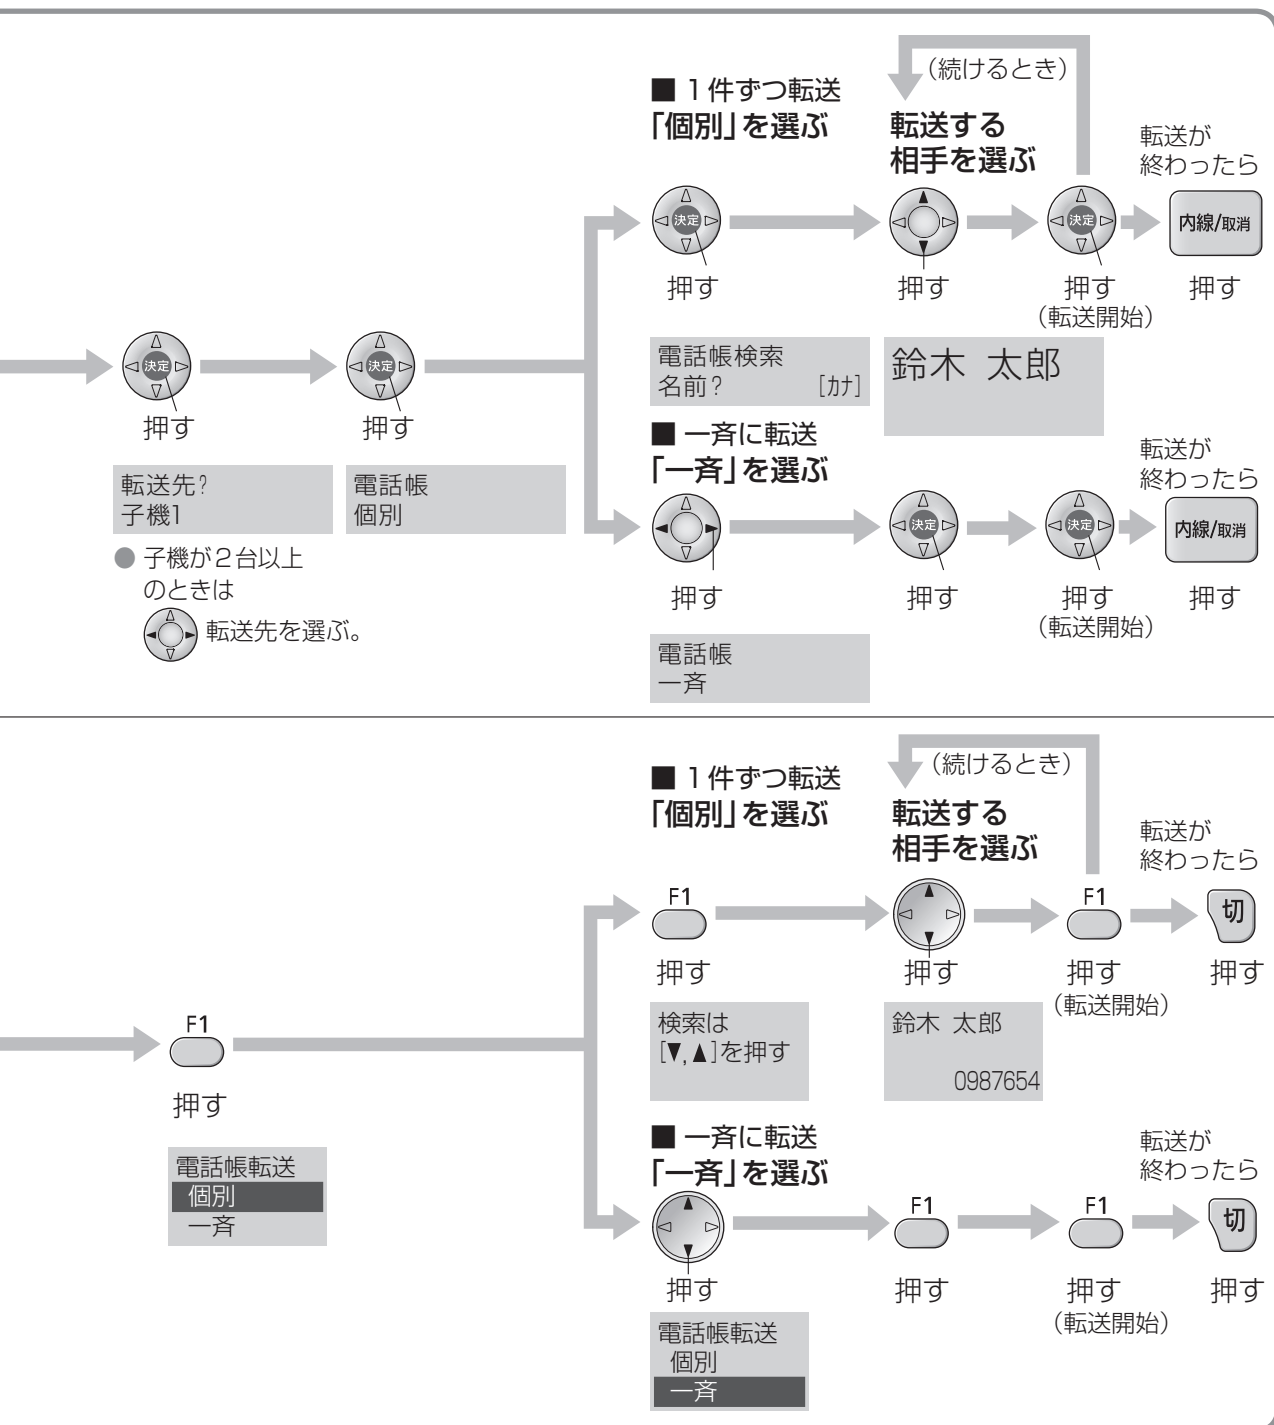 (続けるとき)
■ 1件ずつ転送
「個別」を選ぶ
転送する
相手を選ぶ
転送が
終わったら
決定
決定
内線/取消
押す
押す
押す
(転送開始)
押す
決定
押す
決定
押す
電話帳検索
名前? [カナ]
鈴木 太郎
転送先?
子機1
電話帳
個別
● 子機が2台以上
のときは
転送先を選ぶ。
■ 一斉に転送
「一斉」を選ぶ
転送が
終わったら
決定
決定
内線/取消
押す
押す
押す
(転送開始)
押す
電話帳
一斉
(続けるとき)
■ 1件ずつ転送
「個別」を選ぶ
転送する
相手を選ぶ
転送が
終わったら
F1
F1
切
押す
押す
押す
(転送開始)
押す
F1
押す
検索は
[▼,▲]を押す
鈴木 太郎
0987654
電話帳転送
個別
一斉
■ 一斉に転送
「一斉」を選ぶ
転送が
終わったら
F1
F1
切
押す
押す
押す
(転送開始)
押す
電話帳転送
個別
一斉